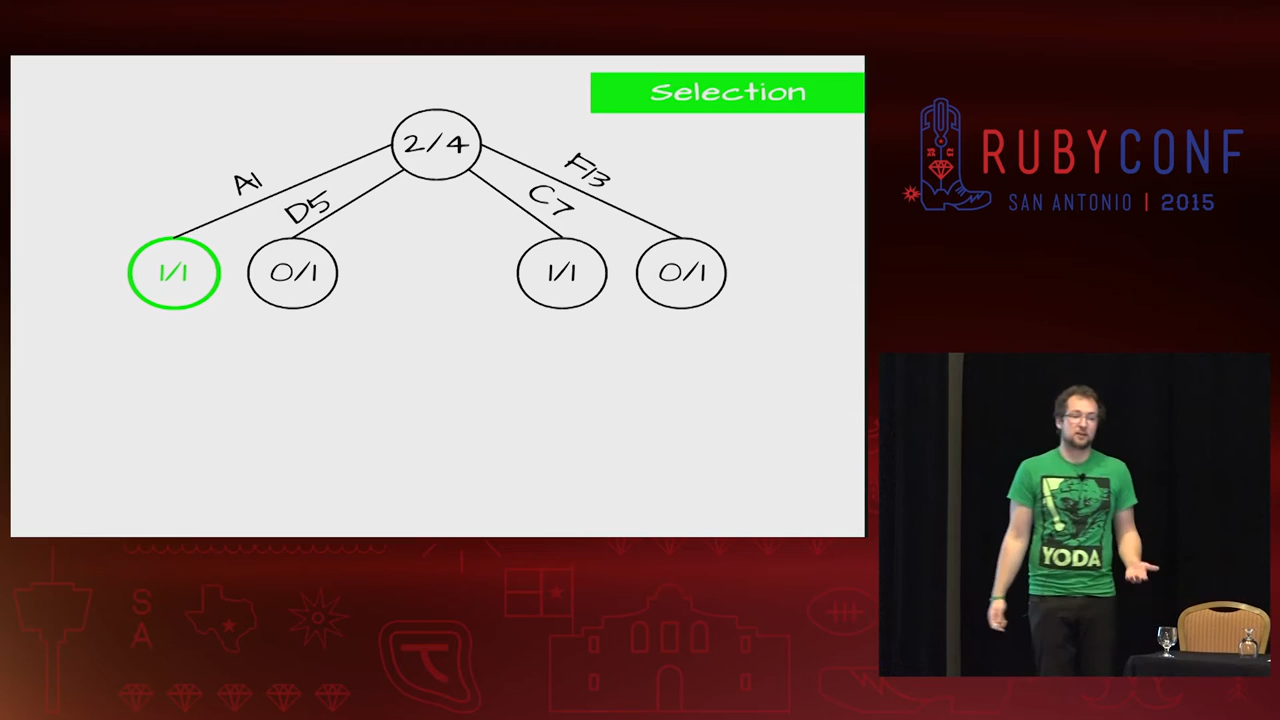 Selection
2/4
A1
D5
C7
F13
1/1
0/1
1/1
0/1
RUBYCONF
SAN ANTONIO | 2015
YODA
S
A